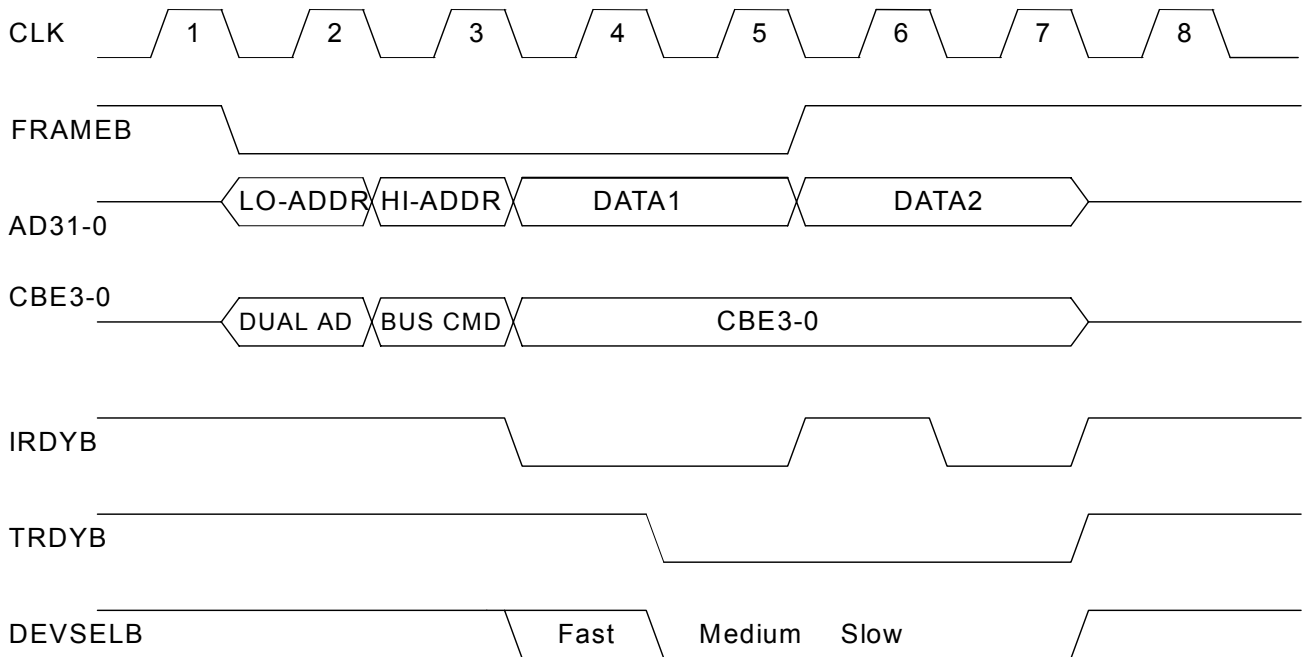 CLK 1 2 3 4 5 6 7 8
FRAMEB
LO-ADDR HI-ADDR DATA1 DATA2
AD31-0
CBE3-0
DUAL AD BUS CMD CBE3-0
IRDYB
TRDYB
DEVSELB Fast Medium Slow